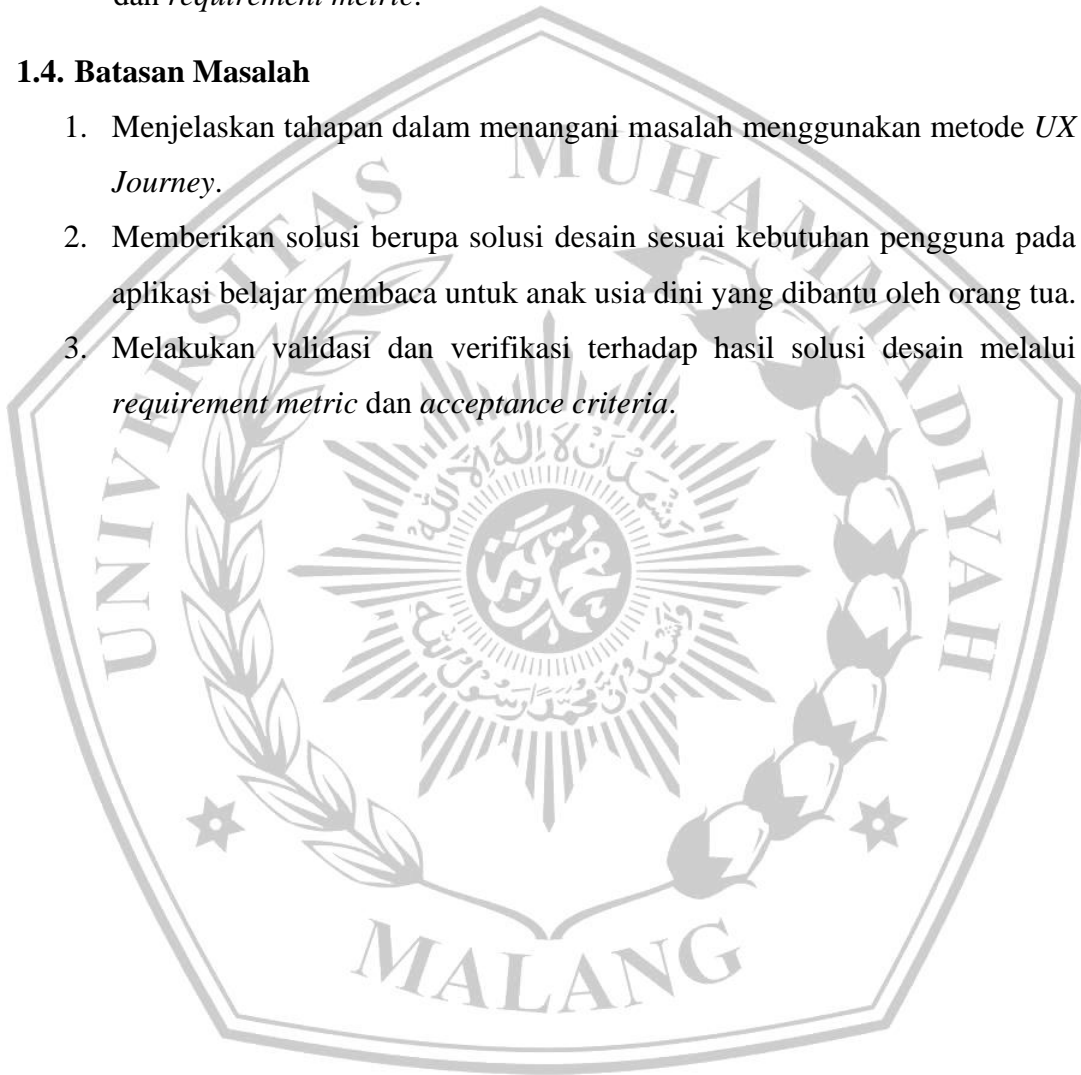 dan requirement metric.
1.4. Batasan Masalah
1. Menjelaskan tahapan dalam menangani masalah menggunakan metode UX
Journey.
2. Memberikan solusi berupa solusi desain sesuai kebutuhan pengguna pada
aplikasi belajar membaca untuk anak usia dini yang dibantu oleh orang tua.
3. Melakukan validasi dan verifikasi terhadap hasil solusi desain melalui
requirement metric dan acceptance criteria.
UNIVERSITAS MUHAMMADIYAH
MALANG